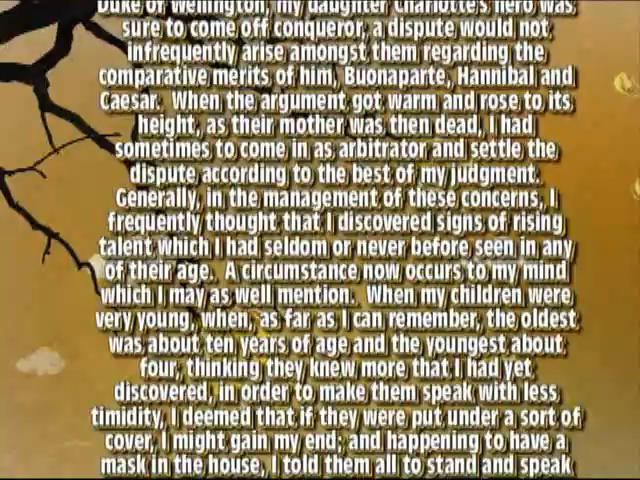 Duke of Wellington, my daughter Charlotte's hero was
sure to come off conqueror, a dispute would not
infrequently arise amongst them regarding the
comparative merits of him, Buonaparte, Hannibal and
Caesar. When the argument got warm and rose to its
height, as their mother was then dead, I had
sometimes to come in as arbitrator and settle the
dispute according to the best of my judgment.
Generally, in the management of these concerns, I
frequently thought that I discovered signs of rising
talent which I had seldom or never before seen in any
of their age. A circumstance now occurs to my mind
which I may as well mention. When my children were
very young, when, as far as I can remember, the oldest
was about ten years of age and the youngest about
four, thinking they knew more that I had yet
discovered, in order to make them speak with less
timidity, I deemed that if they were put under a sort of
cover, I might gain my end; and happening to have a
mask in the house, I told them all to stand and speak